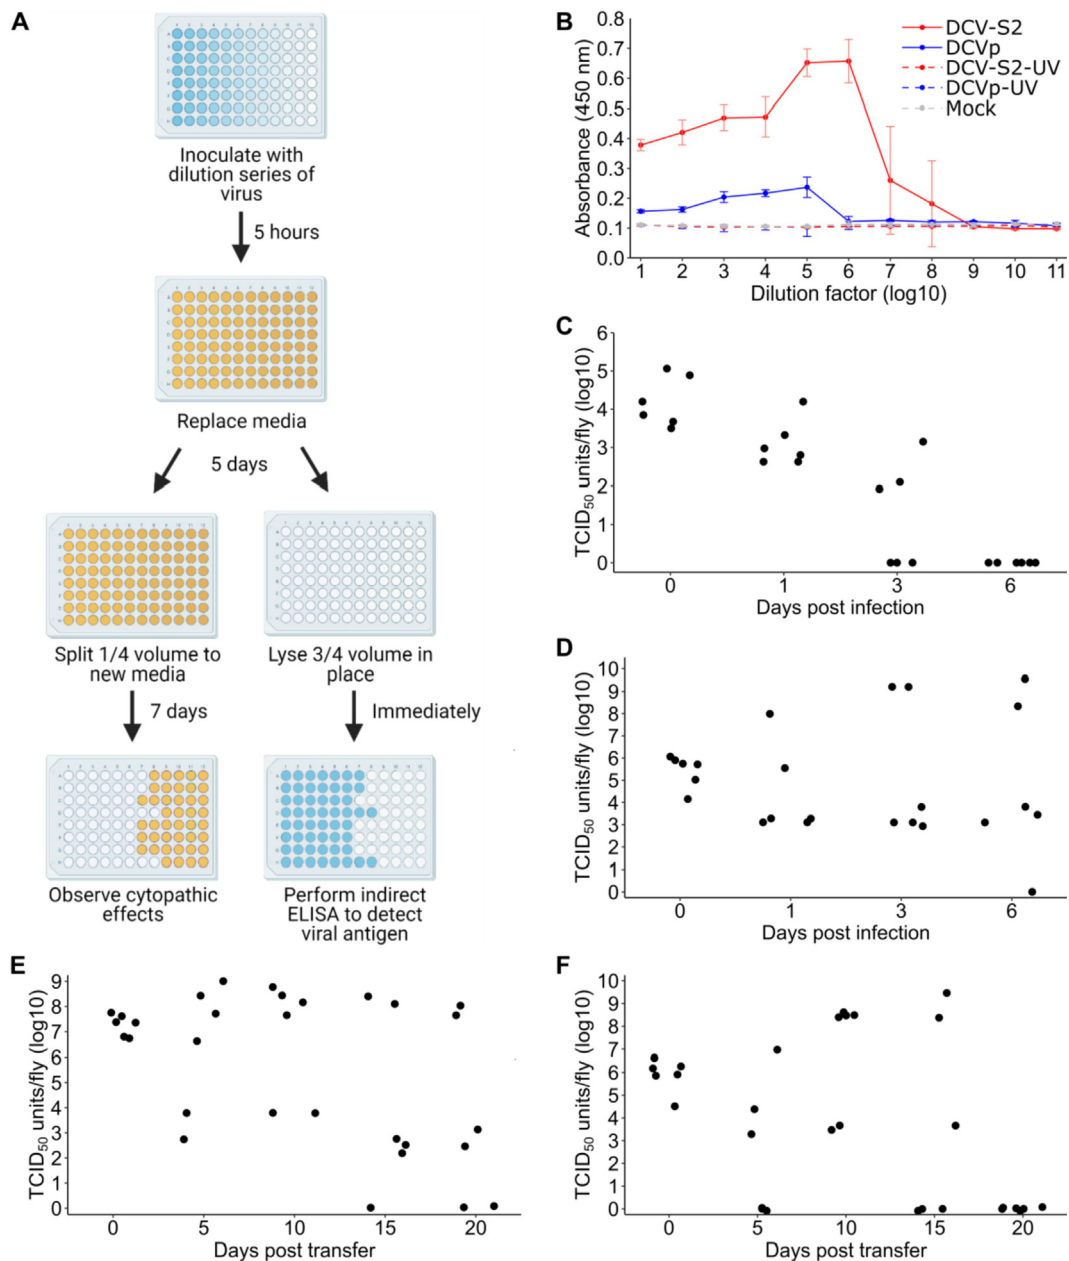 A
Inoculate with
dilution series of
virus
5 hours
Replace media
5 days
Split 1/4 volume to
new media
Lyse 3/4 volume in
place
7 days
Immediately
Observe cytopathic
effects
Perform indirect
ELISA to detect
viral antigen
B
DCV-S2
DCVp
DCV-S2-UV
DCVp-UV
Mock
Absorbance (450 nm)
0.8
0.7
0.6
0.5
0.4
0.3
0.2
0.1
0.0
1 2 3 4 5 6 7 8 9 10 11
Dilution factor (log10)
C
TCID50 units/fly (log10)
6
5
4
3
2
1
0
0 1 3 6
Days post infection
D
TCID50 units/fly (log10)
10
9
8
7
6
5
4
3
2
1
0
0 1 3 6
Days post infection
E
TCID50 units/fly (log10)
9
8
7
6
5
4
3
2
1
0
0 5 10 15 20
Days post transfer
F
TCID50 units/fly (log10)
10
9
8
7
6
5
4
3
2
1
0
0 5 10 15 20
Days post transfer